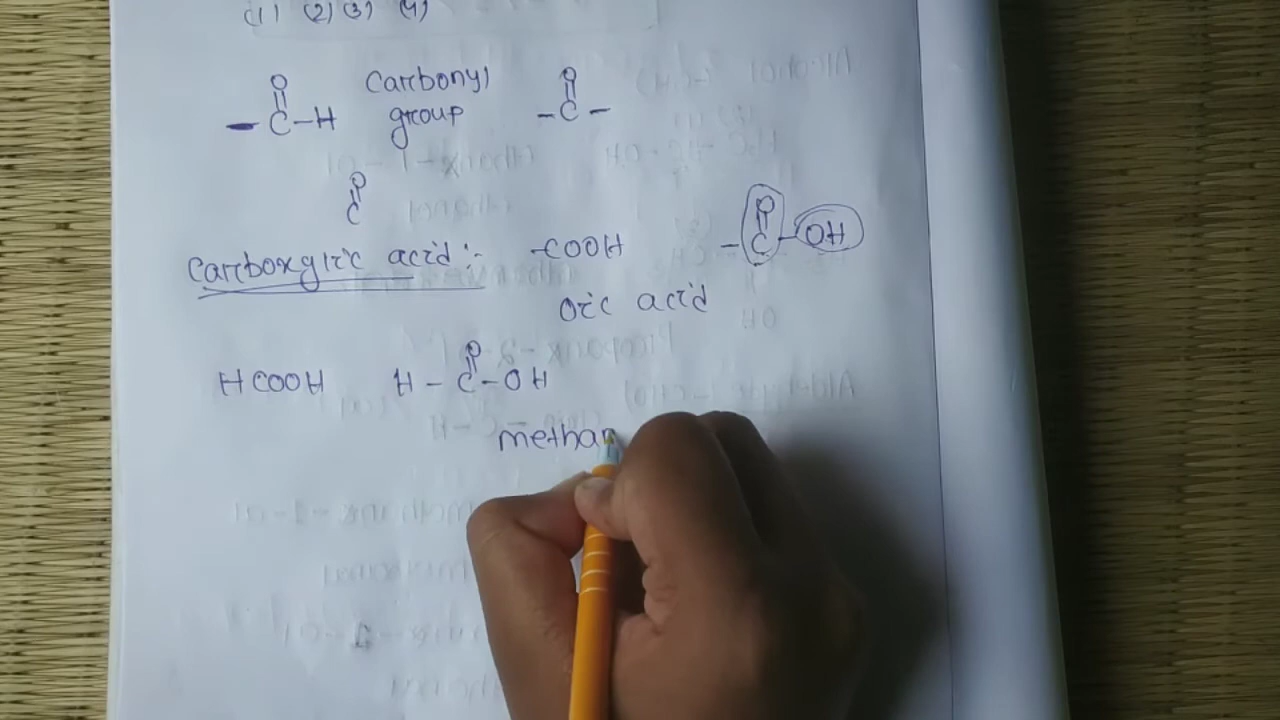 (1) (2) (3) (4)
O
-C-H
Carbonyl
group
O
-C-
O
C
Carboxylic acid :-
-COOH
O
-C-OH
oic acid
HCOOH
O
H-C-OH
methan